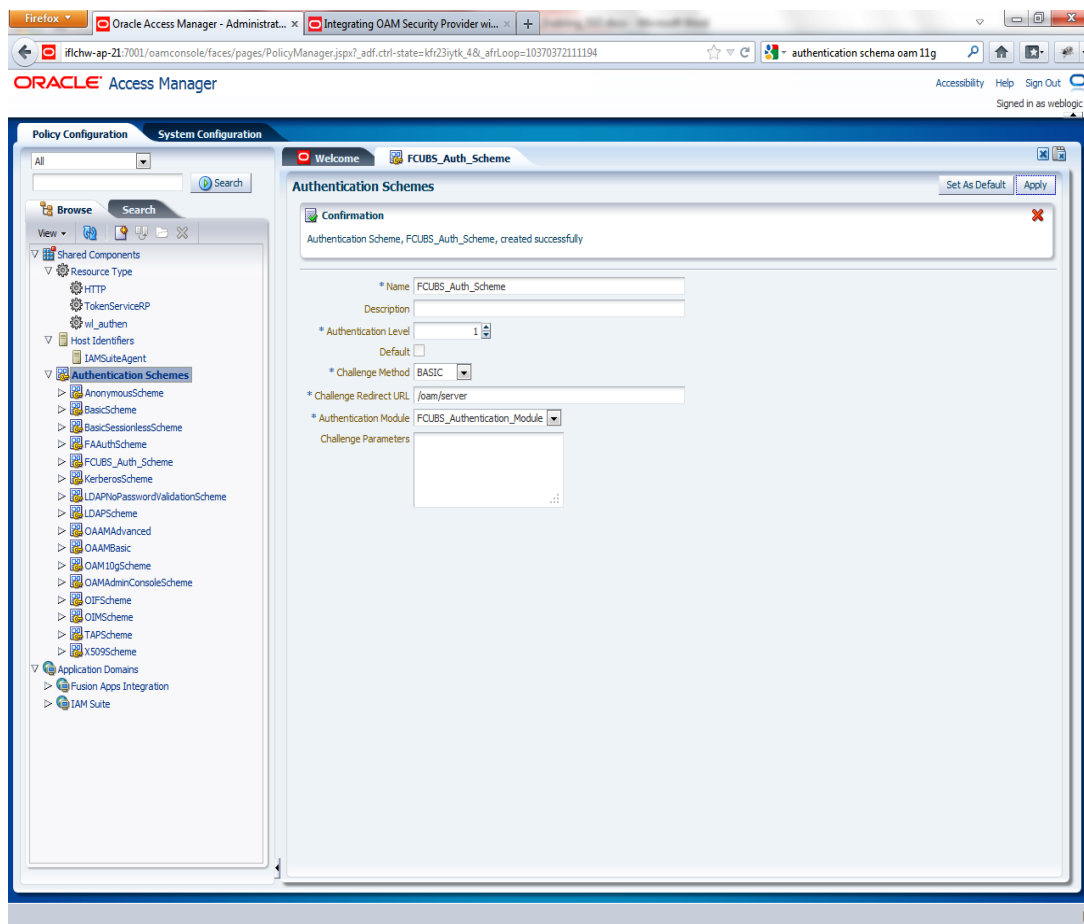 Firefox
Oracle Access Manager - Administrat... ×
Integrating OAM Security Provider wi... ×
iflchw-ap-21:7001/oamconsole/faces/pages/PolicyManager.jspx?_adf.ctrl-state=kfr23iytk_4&_afrLoop=10370372111194
authentication schema oam 11g
ORACLE Access Manager
Accessibility Help Sign Out
Signed in as weblogic
Policy Configuration System Configuration
All
Search
Browse Search
View
Shared Components
Resource Type
HTTP
TokenServiceRP
wl_authen
Host Identifiers
IAMSuiteAgent
Authentication Schemes
AnonymousScheme
BasicScheme
BasicSessionlessScheme
FAAuthScheme
FCUBS_Auth_Scheme
KerberosScheme
LDAPNoPasswordValidationScheme
LDAPScheme
OAAMAdvanced
OAAMBasic
OAM10gScheme
OAMAdminConsoleScheme
OIFScheme
OIMScheme
TAPScheme
X509Scheme
Application Domains
Fusion Apps Integration
IAM Suite
Welcome FCUBS_Auth_Scheme
Authentication Schemes
Set As Default Apply
Confirmation
Authentication Scheme, FCUBS_Auth_Scheme, created successfully
* Name FCUBS_Auth_Scheme
Description
* Authentication Level 1
Default
* Challenge Method BASIC
* Challenge Redirect URL /oam/server
* Authentication Module FCUBS_Authentication_Module
Challenge Parameters